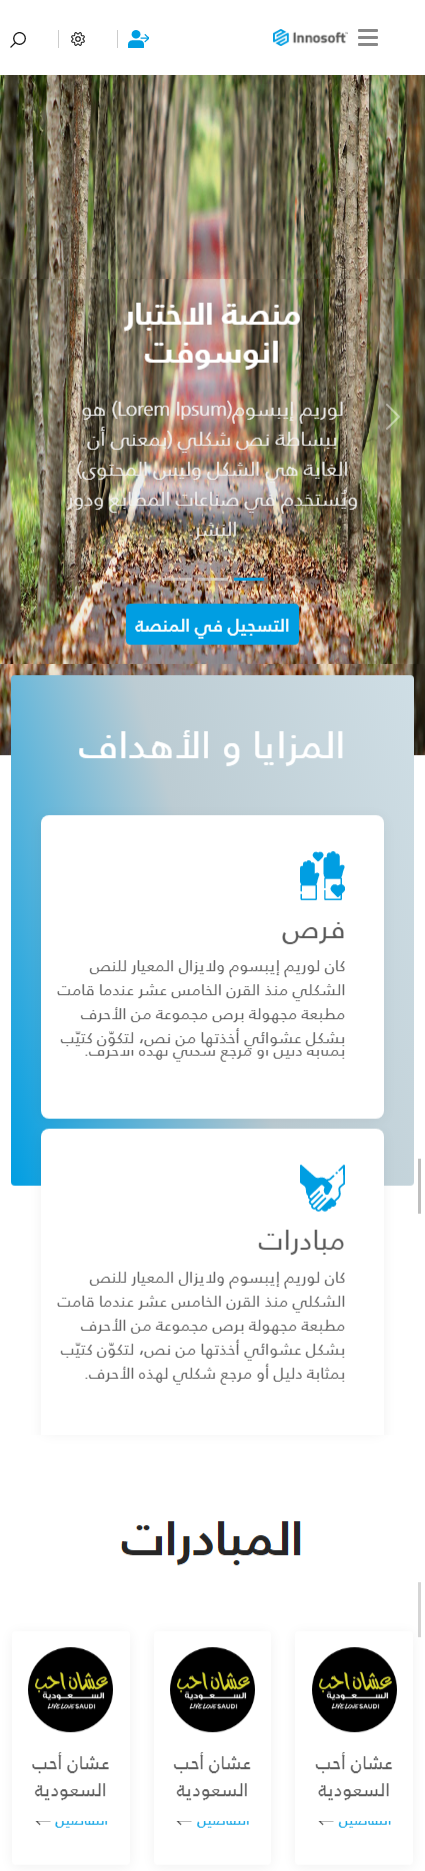 Innosoft
منصة الاختبار
انوسوفت
لوريم إيبسوم(Lorem Ipsum) هو
ببساطة نص شكلي (بمعنى أن
الغاية هي الشكل وليس المحتوى)
ويُستخدم في صناعات المطابع ودور
النشر.
التسجيل في المنصة
المزايا و الأهداف
فرص
كان لوريم إيبسوم ولايزال المعيار للنص
الشكلي منذ القرن الخامس عشر عندما قامت
مطبعة مجهولة برص مجموعة من الأحرف
بشكل عشوائي أخذتها من نص، لتكوّن كتيّب
بمثابة دليل أو مرجع شكلي لهذه الأحرف.
مبادرات
كان لوريم إيبسوم ولايزال المعيار للنص
الشكلي منذ القرن الخامس عشر عندما قامت
مطبعة مجهولة برص مجموعة من الأحرف
بشكل عشوائي أخذتها من نص، لتكوّن كتيّب
بمثابة دليل أو مرجع شكلي لهذه الأحرف.
المبادرات
عشان احب
السعودية
LIVE LOVE SAUDI
عشان أحب
السعودية
التفاصيل
عشان احب
السعودية
LIVE LOVE SAUDI
عشان أحب
السعودية
التفاصيل
عشان احب
السعودية
LIVE LOVE SAUDI
عشان أحب
السعودية
التفاصيل